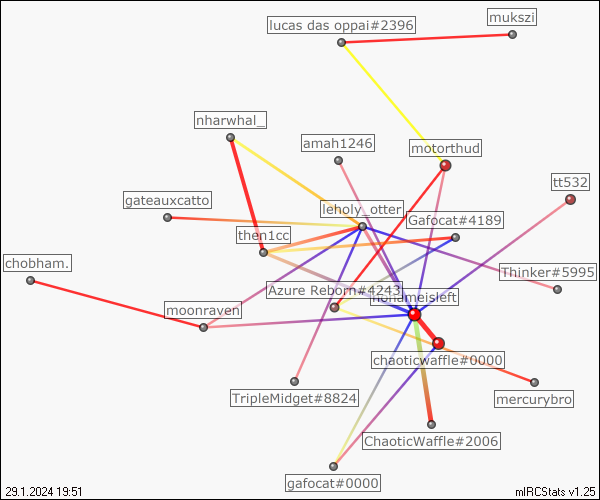 lucas das oppai#2396
mukszi
nharwhal_
amah1246
motorthud
tt532
gateauxcatto
leholy_otter
Gafocat#4189
then1cc
chobham.
Thinker#5995
Azure Reborn#4243
nonameisleft
moonraven
chaoticwaffle#0000
TripleMidget#8824
mercurybro
ChaoticWaffle#2006
gafocat#0000
29.1.2024 19:51
mIRCStats v1.25